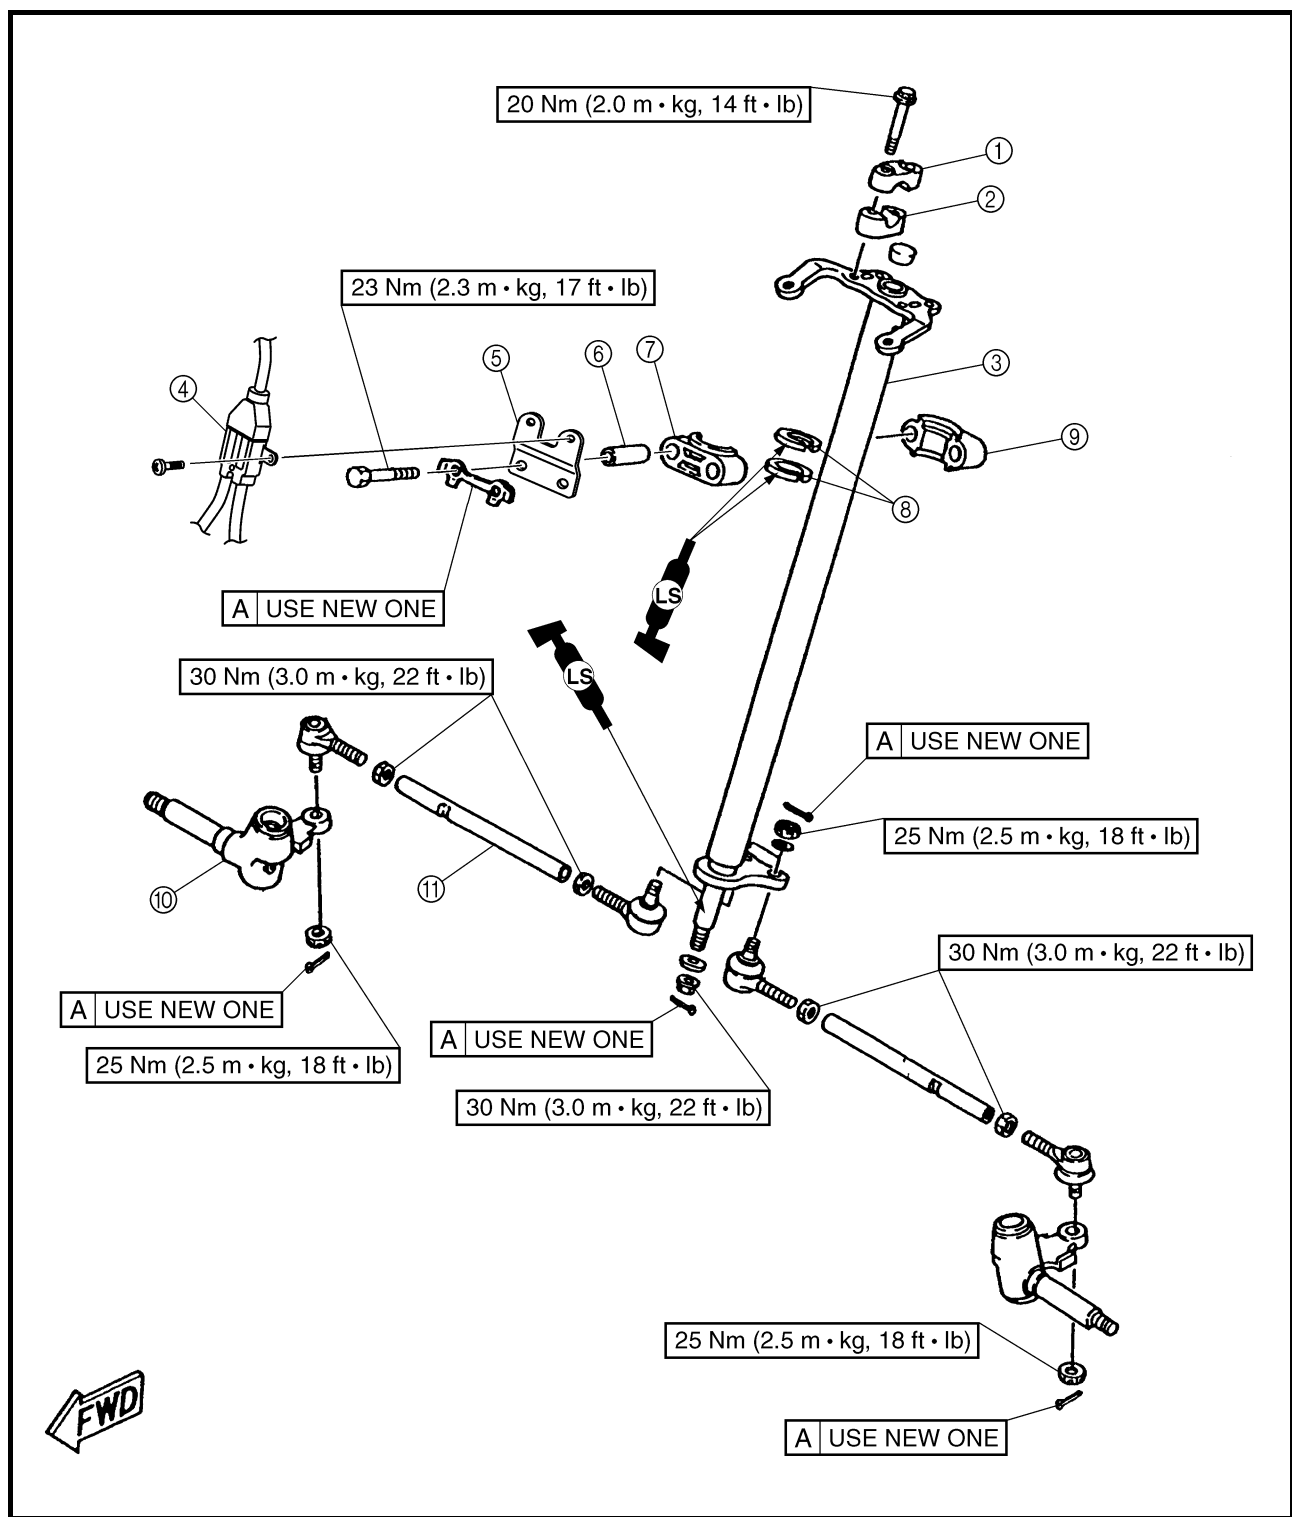 20 Nm (2.0 m • kg, 14 ft • lb)
①
②
23 Nm (2.3 m • kg, 17 ft • lb)
③
④
⑤
⑥
⑦
⑧
⑨
A USE NEW ONE
LS
LS
30 Nm (3.0 m • kg, 22 ft • lb)
A USE NEW ONE
25 Nm (2.5 m • kg, 18 ft • lb)
⑩
⑪
30 Nm (3.0 m • kg, 22 ft • lb)
A USE NEW ONE
25 Nm (2.5 m • kg, 18 ft • lb)
A USE NEW ONE
30 Nm (3.0 m • kg, 22 ft • lb)
25 Nm (2.5 m • kg, 18 ft • lb)
A USE NEW ONE
FWD